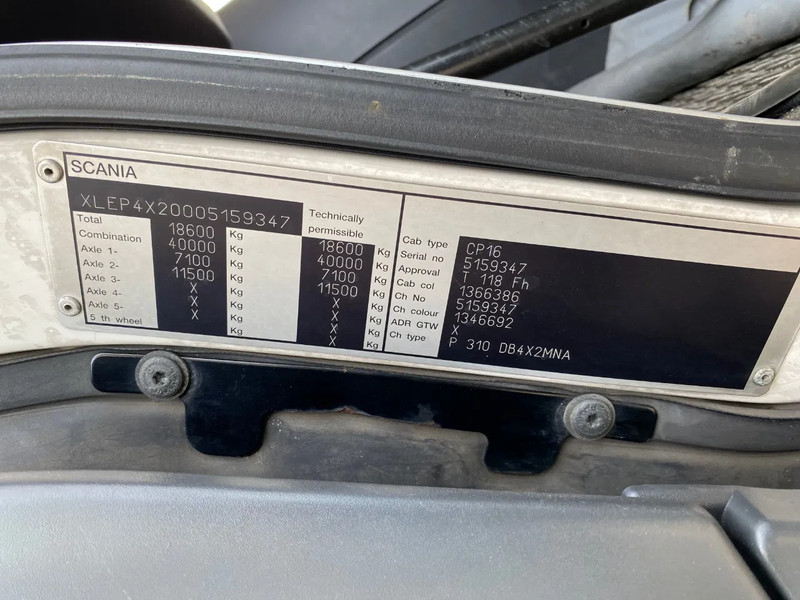 SCANIA
XLEP4X20005159347
Technically permissible
Total 18600 Kg 18600 Kg
Combination 40000 Kg 40000 Kg
Axle 1- 7100 Kg 7100 Kg
Axle 2- 11500 Kg 11500 Kg
Axle 3- X Kg X Kg
Axle 4- X Kg X Kg
Axle 5- X Kg X Kg
5 th wheel Kg X Kg
Cab type CP16
Serial no 5159347
Approval T 118 Fh
Cab col 1366386
Ch No 5159347
Ch colour 1346692
ADR GTW X
Ch type P 310 DB4X2MNA